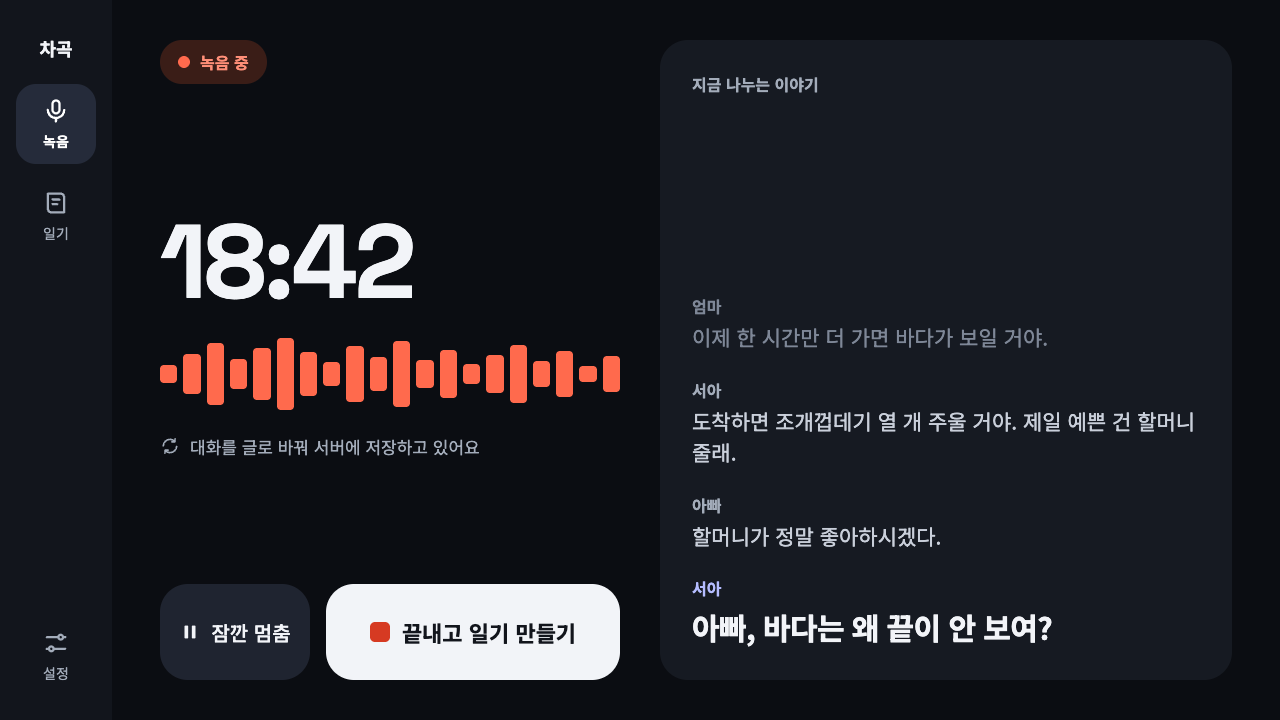 차곡
녹음
일기
설정
녹음 중
18:42
대화를 글로 바꿔 서버에 저장하고 있어요
잠깐 멈춤
끝내고 일기 만들기
지금 나누는 이야기
엄마
이제 한 시간만 더 가면 바다가 보일 거야.
서아
도착하면 조개껍데기 열 개 주울 거야. 제일 예쁜 건 할머니
줄래.
아빠
할머니가 정말 좋아하시겠다.
서아
아빠, 바다는 왜 끝이 안 보여?